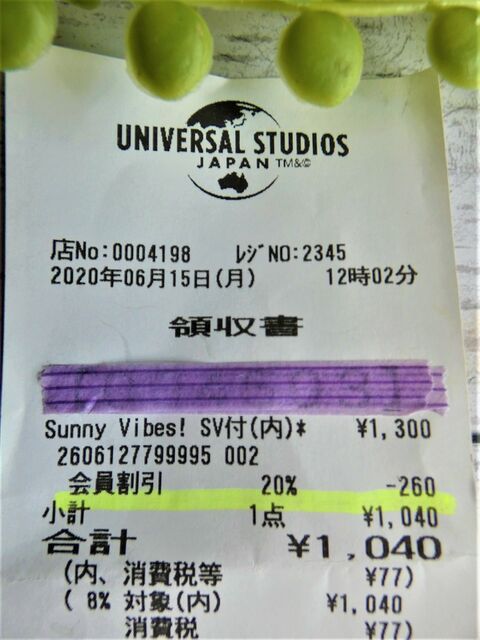 UNIVERSAL STUDIOS
JAPAN TM&©
店No:0004198 ﾚｼﾞNO:2345
2020年06月15日(月) 12時02分
領収書
Sunny Vibes! SV付(内)* ¥1,300
2606127799995 002
会員割引 20% -260
小計 1点 ¥1,040
合計 ¥1,040
(内、消費税等 ¥77)
( 8% 対象(内) ¥1,040
消費税 ¥77)